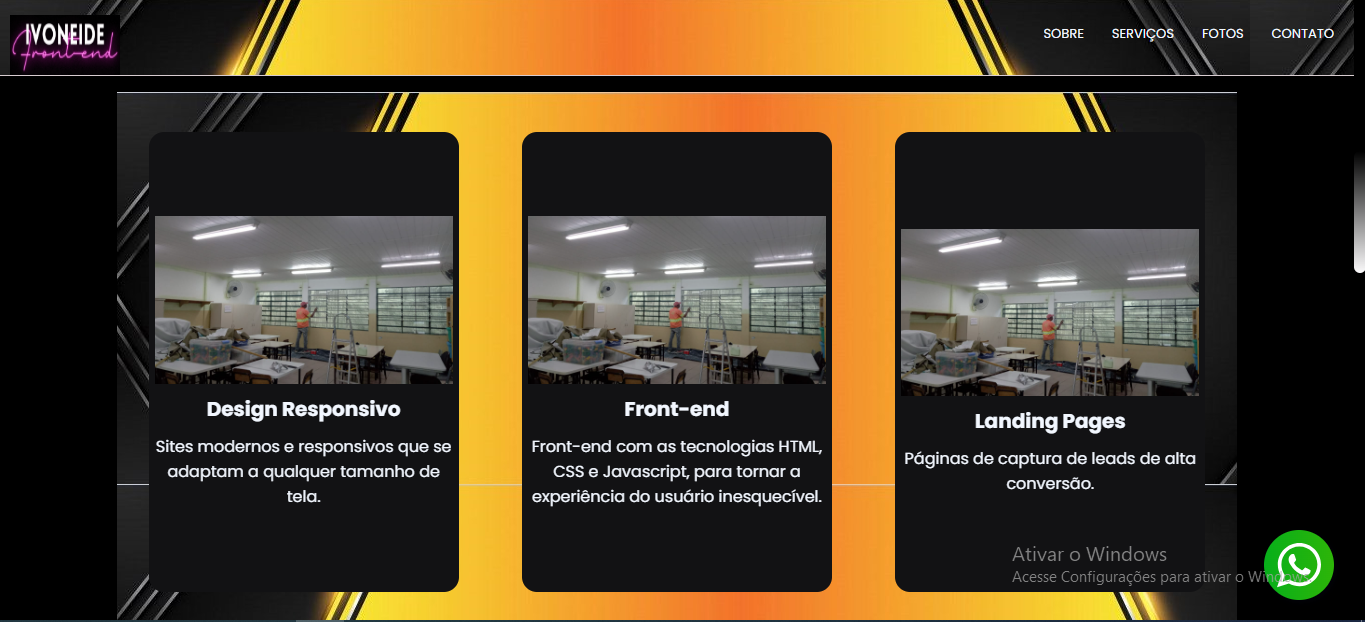 IVONEIDE
Front-end
SOBRE SERVIÇOS FOTOS CONTATO
Design Responsivo
Sites modernos e responsivos que se
adaptam a qualquer tamanho de
tela.
Front-end
Front-end com as tecnologias HTML,
CSS e Javascript, para tornar a
experiência do usuário inesquecível.
Landing Pages
Páginas de captura de leads de alta
conversão.
Ativar o Windows
Acesse Configurações para ativar o Windows.